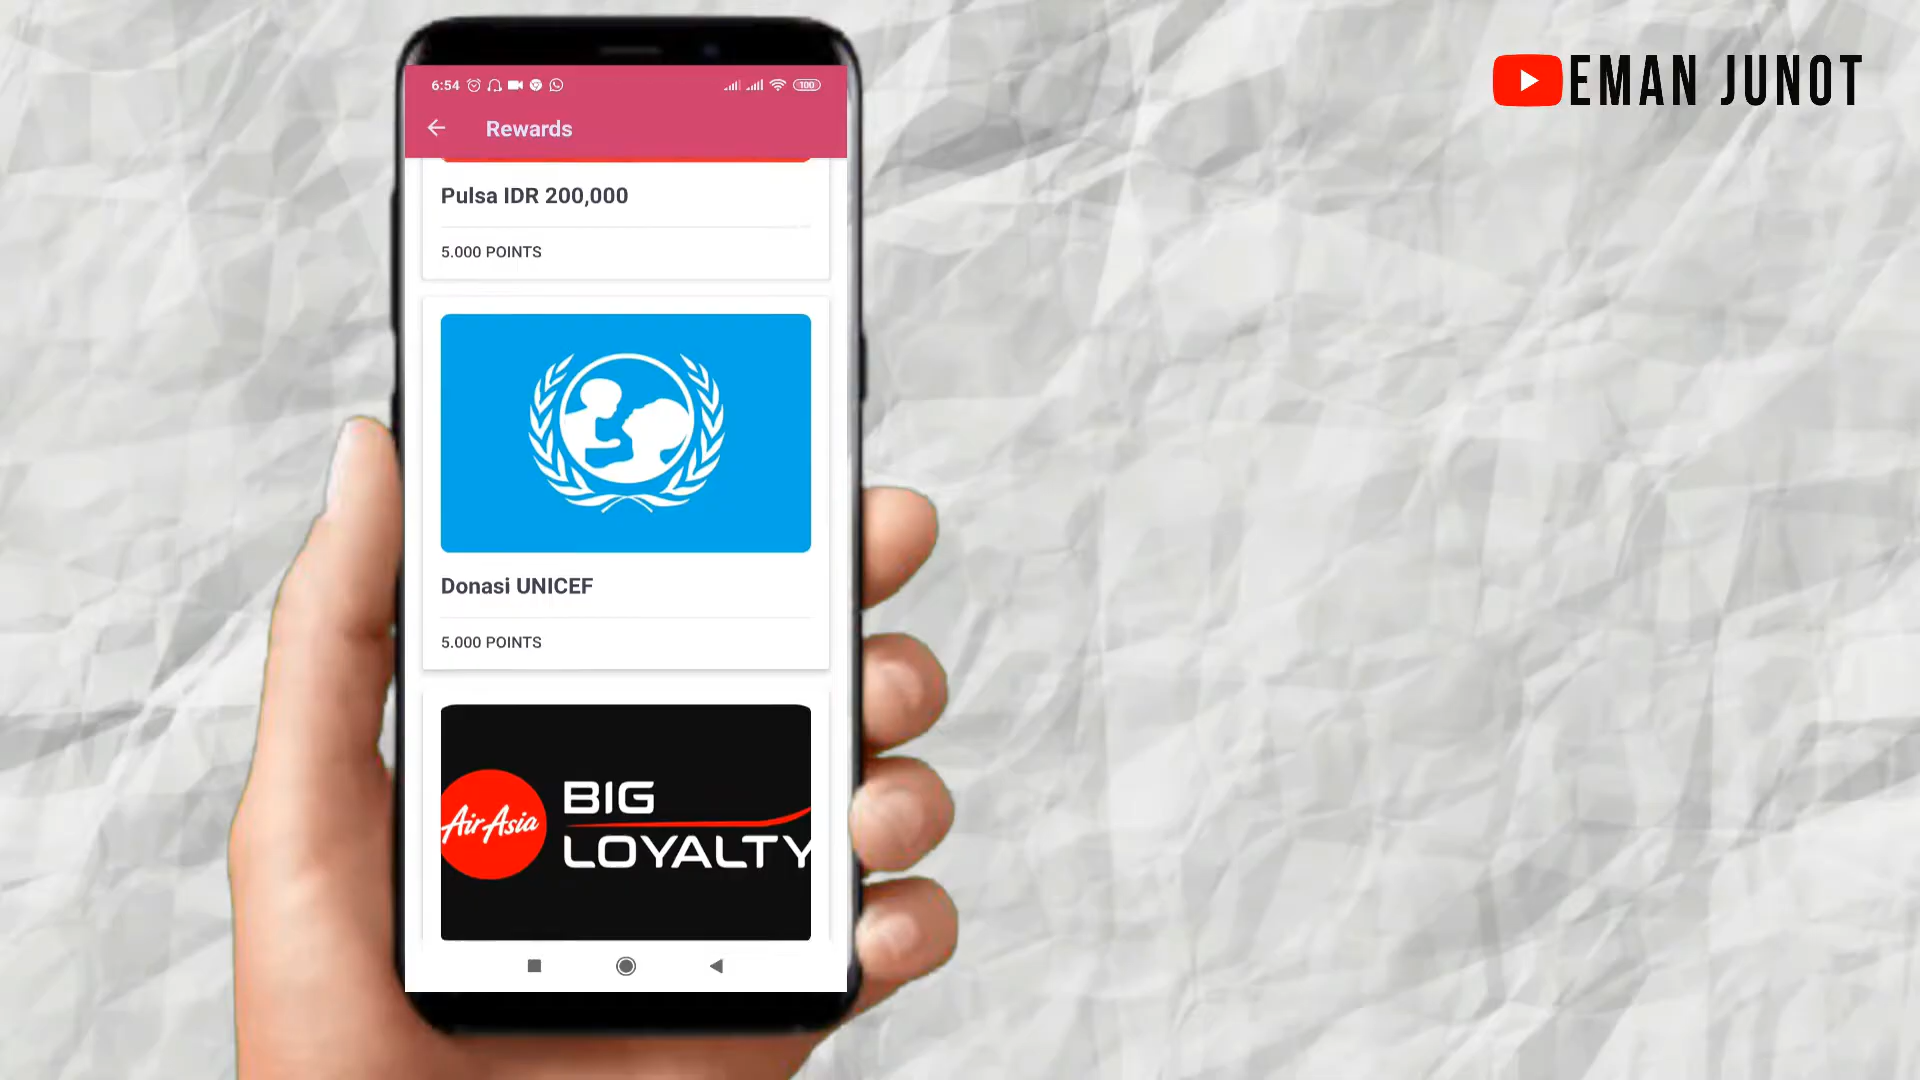 EMAN JUNOT
6:54
100
Rewards
Pulsa IDR 200,000
5.000 POINTS
Donasi UNICEF
5.000 POINTS
AirAsia
BIG
LOYALTY